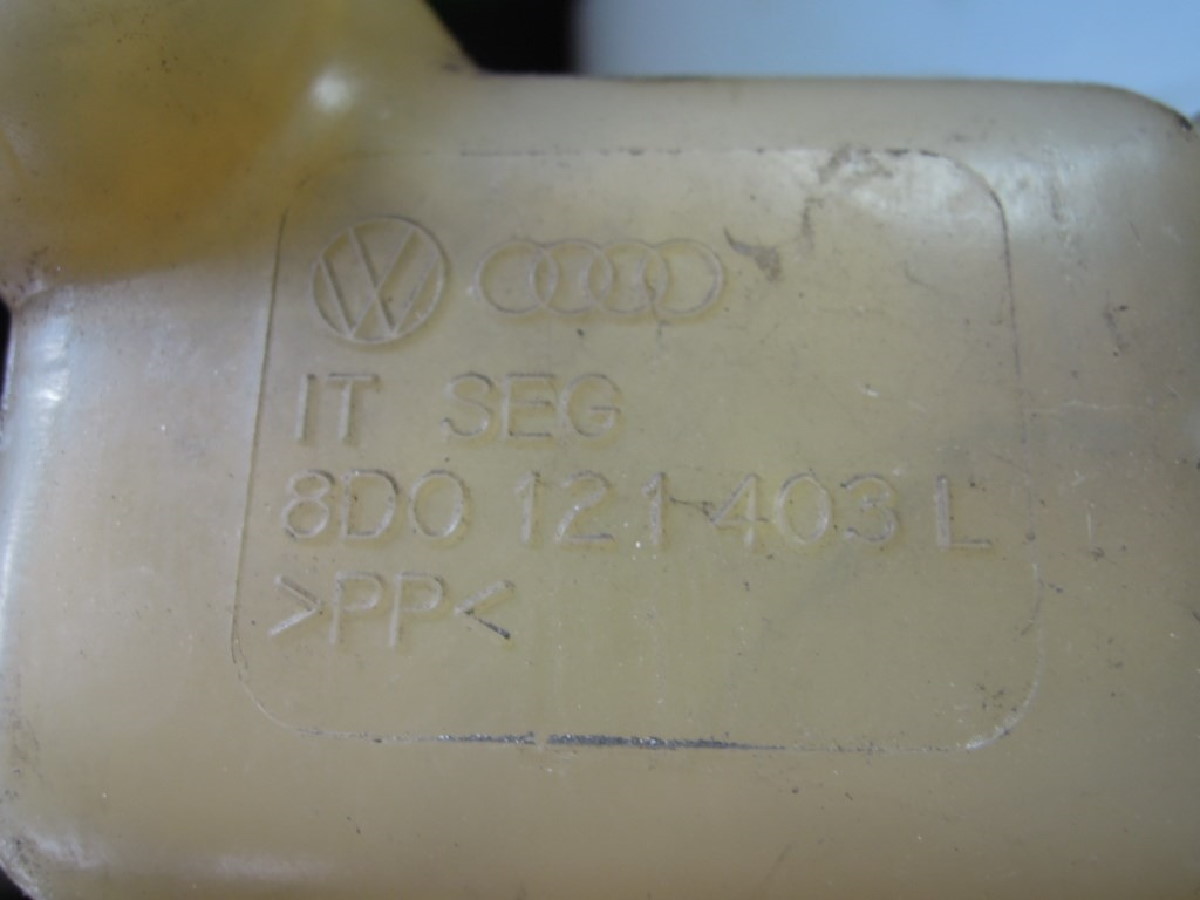 IT SEG
8D0 121 403 L
>PP<